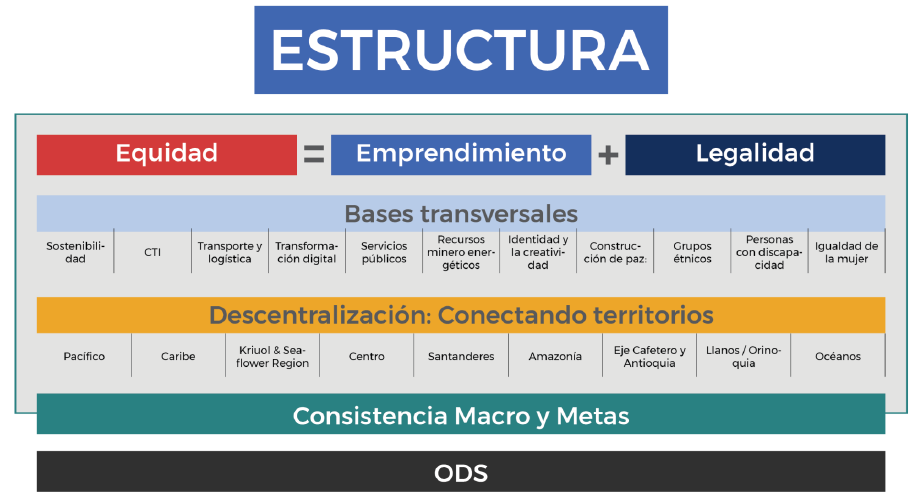 ESTRUCTURA
Equidad = Emprendimiento + Legalidad
Bases transversales
Sostenibili-
dad
CTI
Transporte y
logística
Transforma-
ción digital
Servicios
públicos
Recursos
minero ener-
géticos
Identidad y
la creativi-
dad
Construc-
ción de paz:
Grupos
étnicos
Personas
con discapa-
cidad
Igualdad de
la mujer
Descentralización: Conectando territorios
Pacífico
Caribe
Kriuol & Sea-
flower Region
Centro
Santanderes
Amazonía
Eje Cafetero y
Antioquia
Llanos / Orino-
quia
Océanos
Consistencia Macro y Metas
ODS